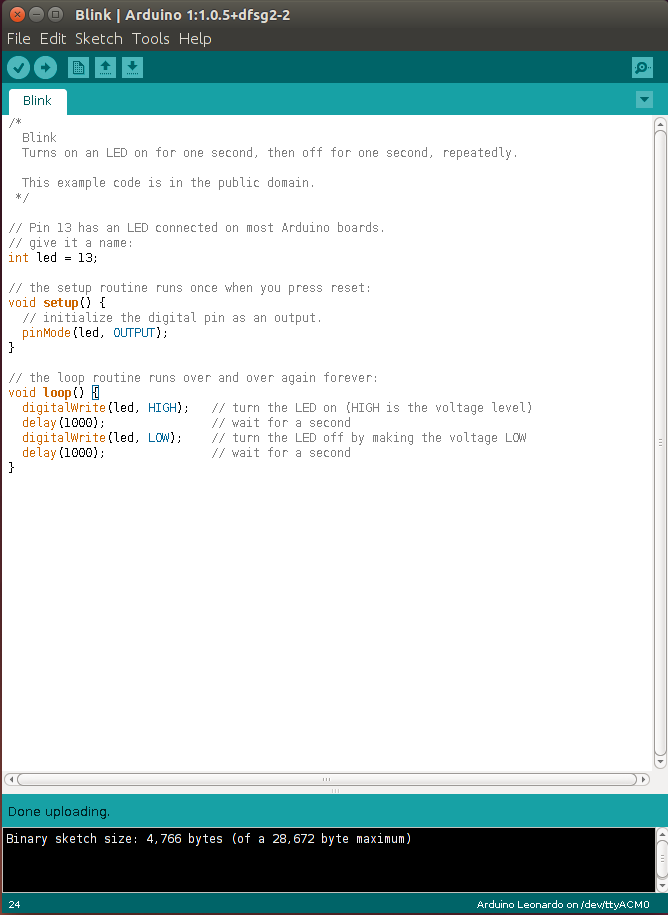 Blink | Arduino 1:1.0.5+dfsg2-2
File Edit Sketch Tools Help
Blink
/*
  Blink
  Turns on an LED on for one second, then off for one second, repeatedly.

  This example code is in the public domain.
 */

// Pin 13 has an LED connected on most Arduino boards.
// give it a name:
int led = 13;

// the setup routine runs once when you press reset:
void setup() {
  // initialize the digital pin as an output.
  pinMode(led, OUTPUT);
}

// the loop routine runs over and over again forever:
void loop() {
  digitalWrite(led, HIGH);   // turn the LED on (HIGH is the voltage level)
  delay(1000);               // wait for a second
  digitalWrite(led, LOW);    // turn the LED off by making the voltage LOW
  delay(1000);               // wait for a second
}
Done uploading.
Binary sketch size: 4,766 bytes (of a 28,672 byte maximum)
24 Arduino Leonardo on /dev/ttyACM0